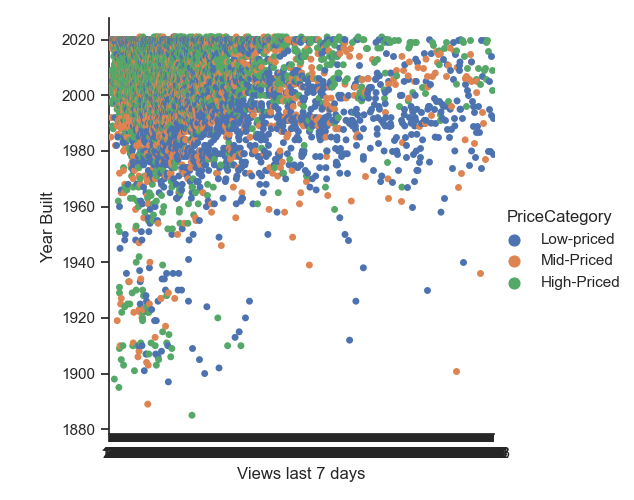 2020
2000
1980
1960
1940
1920
1900
1880
Year Built
Views last 7 days
PriceCategory
Low-priced
Mid-Priced
High-Priced